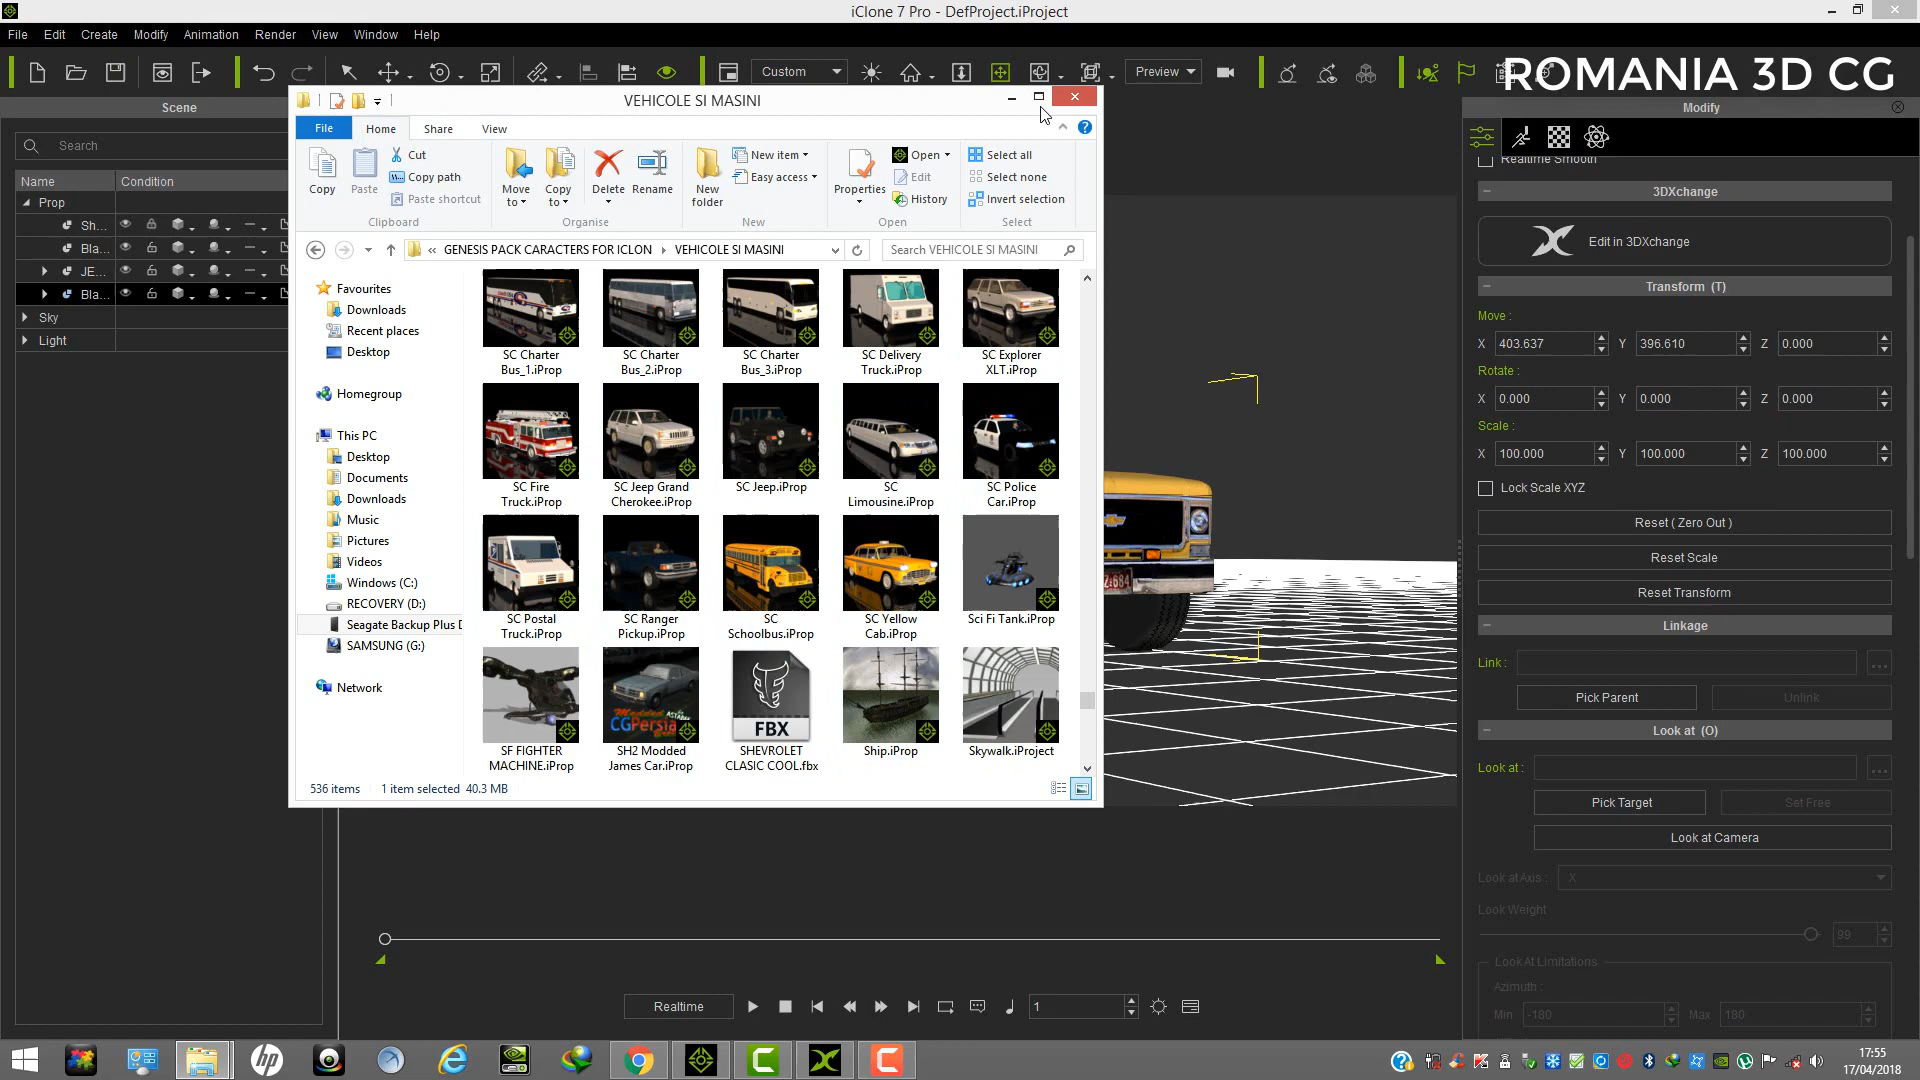 iClone 7 Pro - DefProject.iProject
File Edit Create Modify Animation Render View Window Help
Custom Preview
ROMANIA 3D CG
Scene
Search
Name Condition
Prop
Sh...
Bla...
JE...
Bla...
Sky
Light
VEHICOLE SI MASINI
File Home Share View
Copy Paste Cut Copy path Paste shortcut
Clipboard
Move to Copy to Delete Rename
Organise
New folder New item Easy access
New
Properties Open Edit History
Open
Select all Select none Invert selection
Select
« GENESIS PACK CARACTERS FOR ICLON VEHICOLE SI MASINI
Search VEHICOLE SI MASINI
Favourites
Downloads
Recent places
Desktop
Homegroup
This PC
Desktop
Documents
Downloads
Music
Pictures
Videos
Windows (C:)
RECOVERY (D:)
Seagate Backup Plus D
SAMSUNG (G:)
Network
SC Charter Bus_1.iProp
SC Charter Bus_2.iProp
SC Charter Bus_3.iProp
SC Delivery Truck.iProp
SC Explorer XLT.iProp
SC Fire Truck.iProp
SC Jeep Grand Cherokee.iProp
SC Jeep.iProp
SC Limousine.iProp
SC Police Car.iProp
SC Postal Truck.iProp
SC Ranger Pickup.iProp
SC Schoolbus.iProp
SC Yellow Cab.iProp
Sci Fi Tank.iProp
Modded
CGPersia
FBX
SF FIGHTER MACHINE.iProp
SH2 Modded James Car.iProp
SHEVROLET CLASIC COOL.fbx
Ship.iProp
Skywalk.iProject
536 items 1 item selected 40.3 MB
Modify
Realtime Smooth
3DXchange
Edit in 3DXchange
Transform (T)
Move :
X 403.637 Y 396.610 Z 0.000
Rotate :
X 0.000 Y 0.000 Z 0.000
Scale :
X 100.000 Y 100.000 Z 100.000
Lock Scale XYZ
Reset ( Zero Out )
Reset Scale
Reset Transform
Linkage
Link : ...
Pick Parent Unlink
Look at (O)
Look at : ...
Pick Target Set Free
Look at Camera
Look at Axis : X
Look Weight
99
Look At Limitations
Azimuth :
Min -180 Max 180
Realtime 1
17:55
17/04/2018